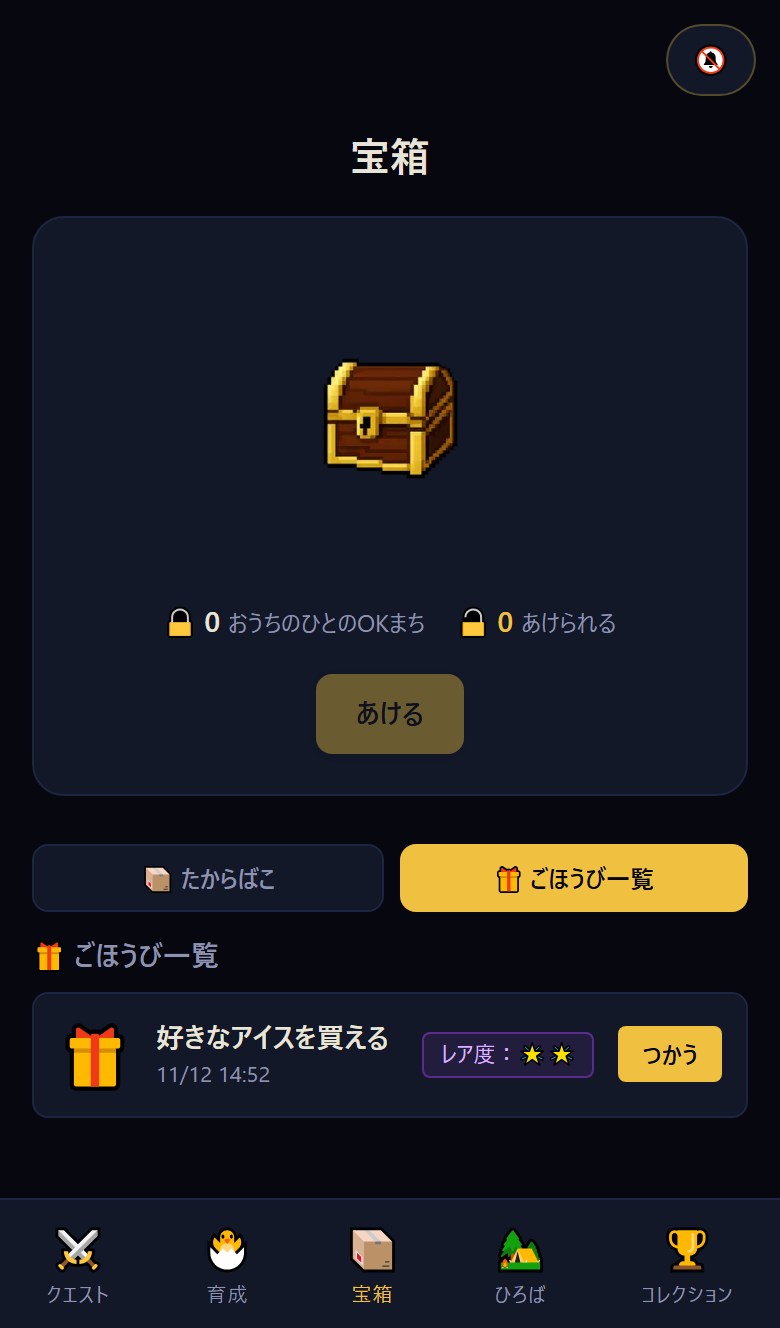 宝箱
0 おうちのひとのOKまち 0 あけられる
あける
たからばこ
ごほうび一覧
ごほうび一覧
好きなアイスを買える
11/12 14:52
レア度：
つかう
クエスト
育成
宝箱
ひろば
コレクション